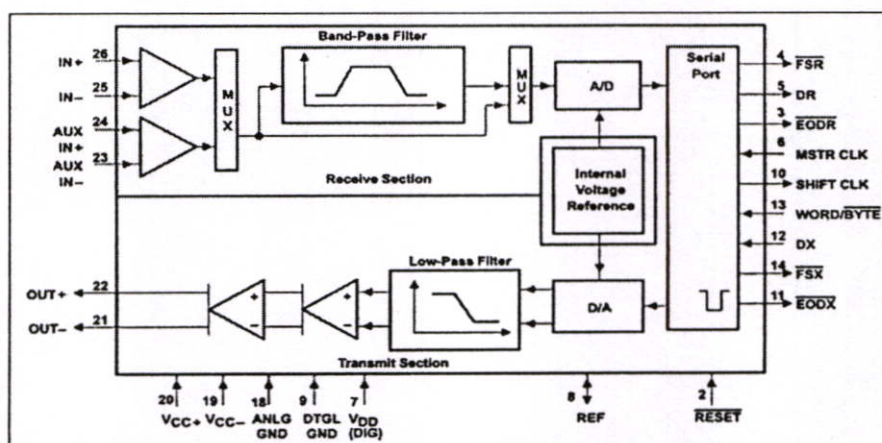 Band-Pass Filter
IN+ 26
IN– 25
AUX 24
IN+
AUX 23
IN–
MUX
MUX
A/D
Serial
Port
4 FSR
5 DR
3 EODR
6 MSTR CLK
10 SHIFT CLK
13 WORD/BYTE
12 DX
14 FSX
11 EODX
Internal
Voltage
Reference
Receive Section
Low-Pass Filter
OUT+ 22
OUT– 21
+ +
– –
D/A
Transmit Section
20 19 18 9 7 8 2
VCC+ VCC– ANLG DTGL VDD REF RESET
GND GND (DIG)